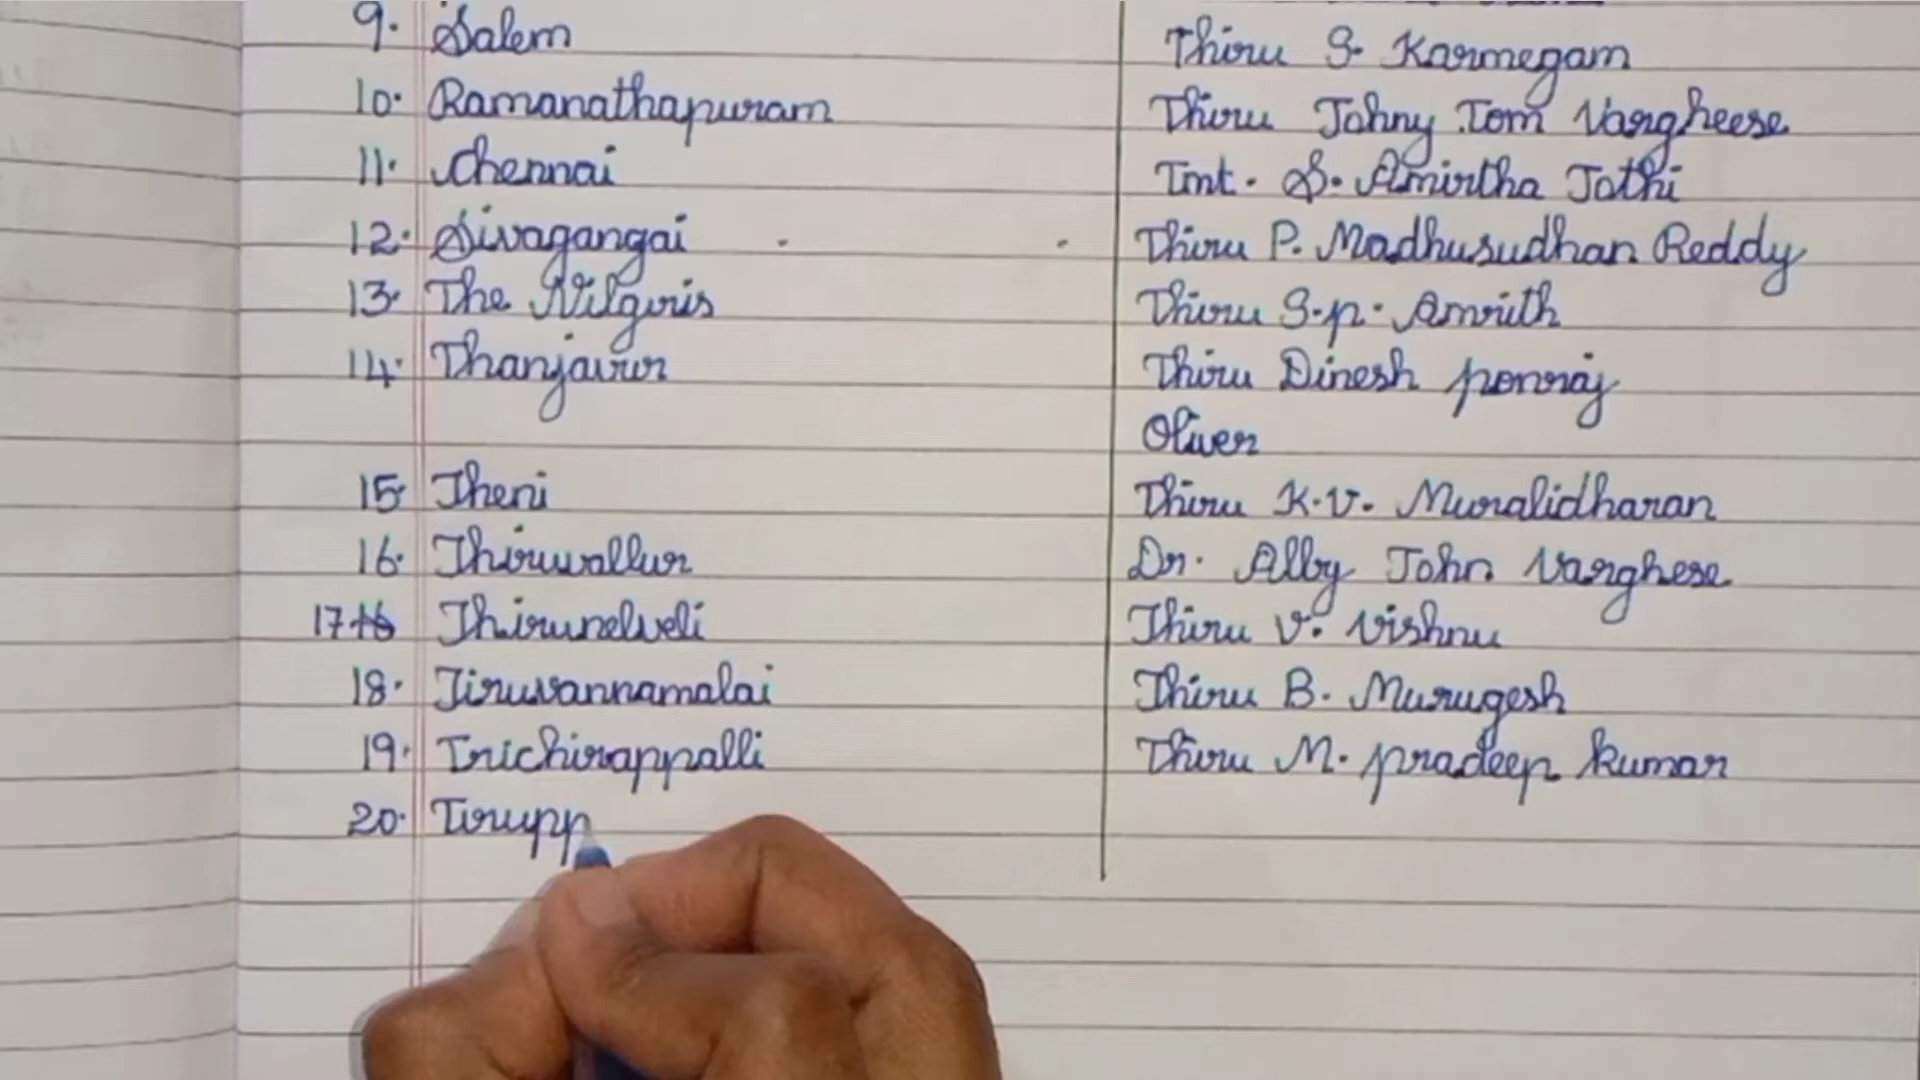 9. Salem Thiru S. Karmegam
10. Ramanathapuram Thiru Johny Tom Vargheese
11. Chennai Tmt. S. Amirtha Jothi
12. Sivagangai Thiru P. Madhusudhan Reddy
13. The Nilgiris Thiru S.p. Amrith
14. Thanjavur Thiru Dinesh ponraj
Oliver
15. Theni Thiru K.V. Muralidharan
16. Thiruvallur Dr. Alby John Varghese
17 Thirunelveli Thiru V. Vishnu
18. Tiruvannamalai Thiru B. Murugesh
19. Trichirappalli Thiru M. pradeep kumar
20. Tirupp